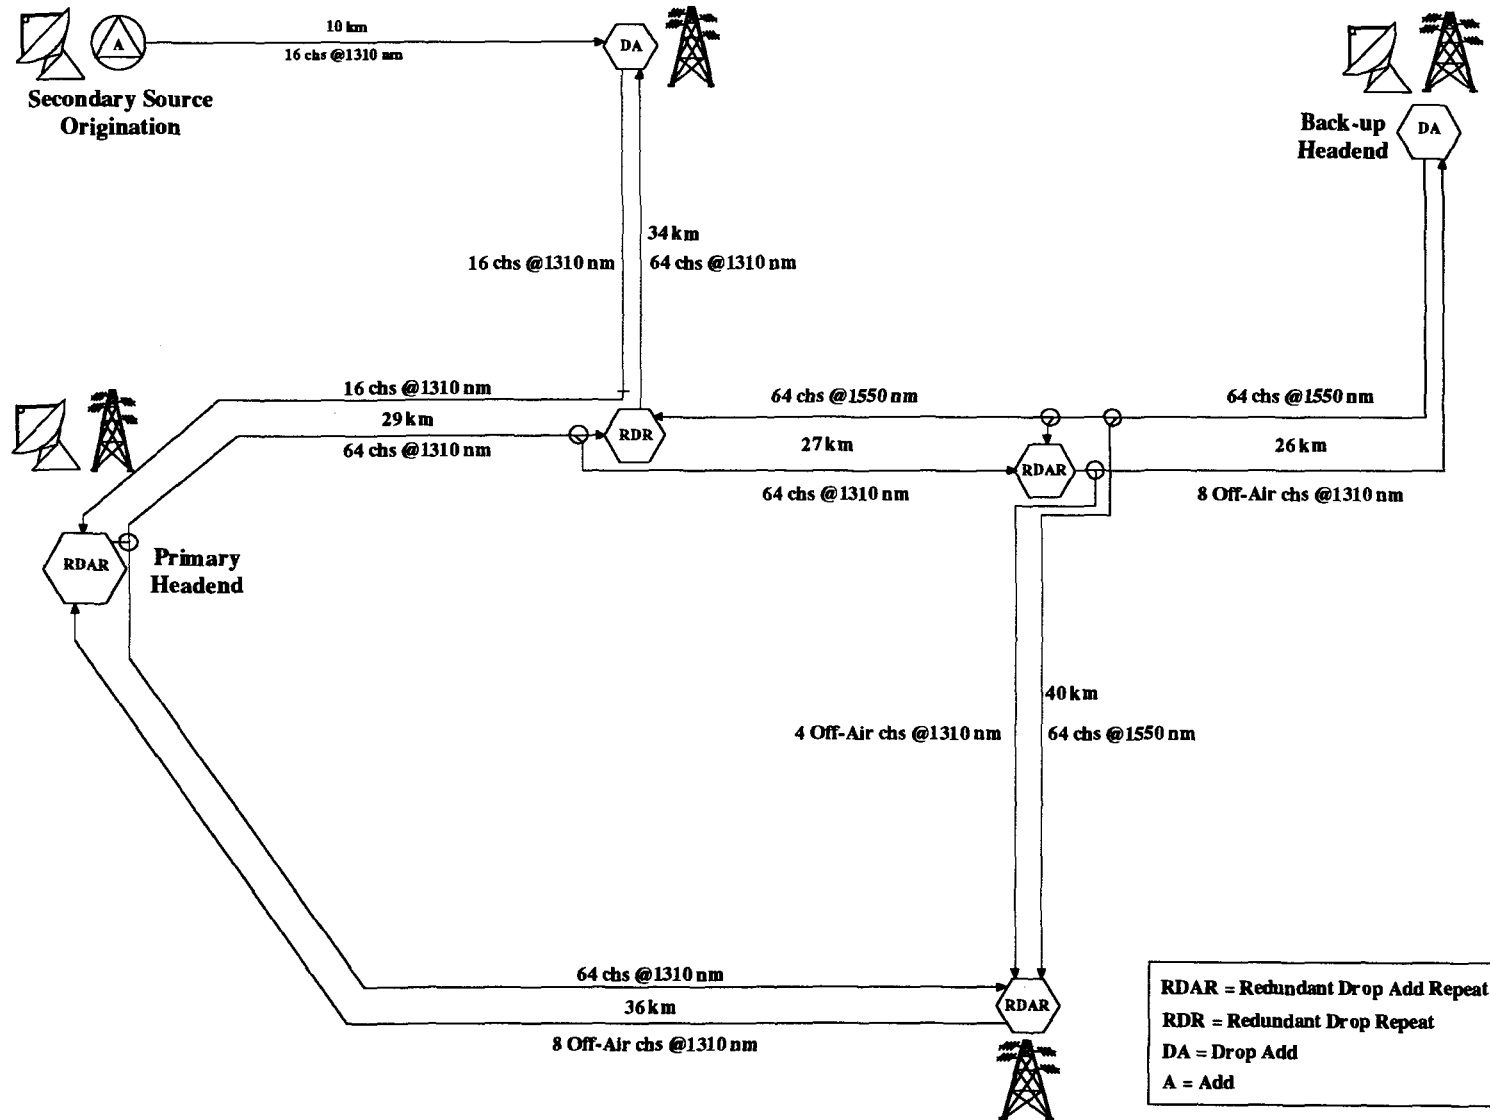 10 km
A
DA
16 chs @1310 nm
Secondary Source
Origination
Back-up
Headend
DA
34 km
16 chs @1310 nm
64 chs @1310 nm
16 chs @1310 nm
64 chs @1550 nm
64 chs @1550 nm
29 km
RDR
64 chs @1310 nm
27 km
26 km
RDAR
64 chs @1310 nm
8 Off-Air chs @1310 nm
RDAR
Primary
Headend
40 km
4 Off-Air chs @1310 nm
64 chs @1550 nm
64 chs @1310 nm
36 km
RDAR
8 Off-Air chs @1310 nm
RDAR = Redundant Drop Add Repeat
RDR = Redundant Drop Repeat
DA = Drop Add
A = Add